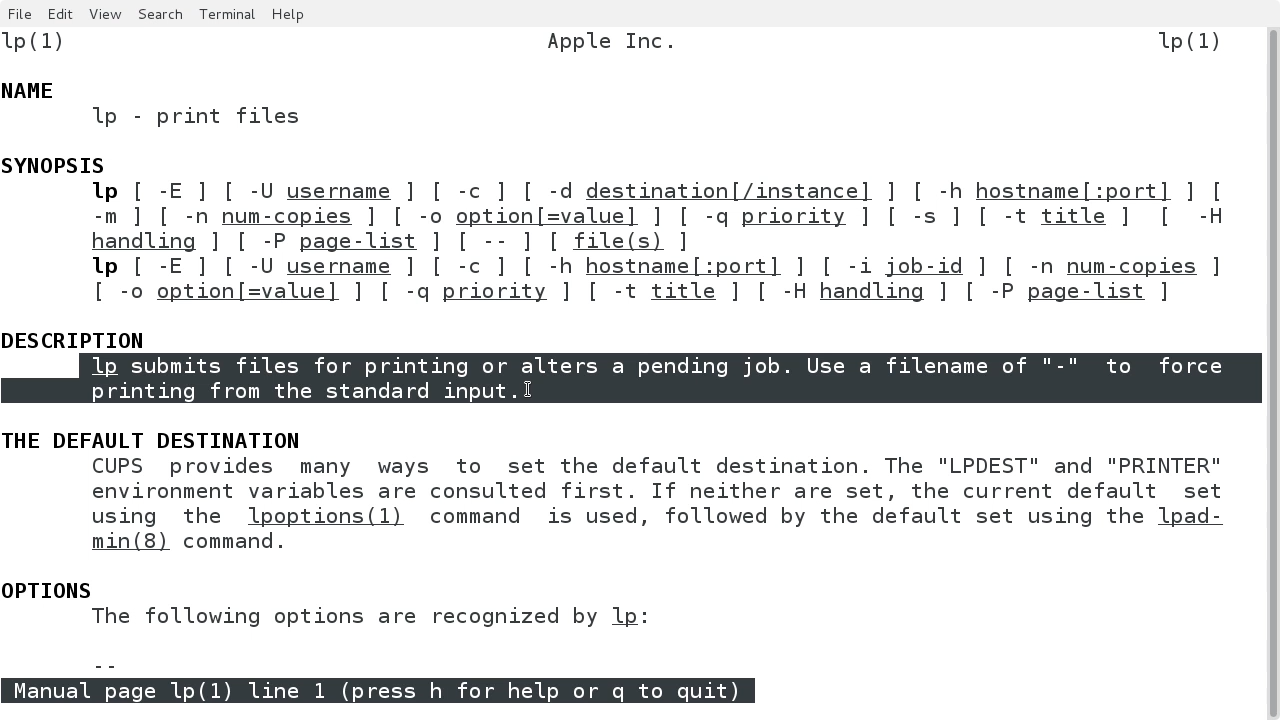 File Edit View Search Terminal Help
lp(1) Apple Inc. lp(1)
NAME
lp - print files
SYNOPSIS
lp [ -E ] [ -U username ] [ -c ] [ -d destination[/instance] ] [ -h hostname[:port] ] [
-m ] [ -n num-copies ] [ -o option[=value] ] [ -q priority ] [ -s ] [ -t title ] [ -H
handling ] [ -P page-list ] [ -- ] [ file(s) ]
lp [ -E ] [ -U username ] [ -c ] [ -h hostname[:port] ] [ -i job-id ] [ -n num-copies ]
[ -o option[=value] ] [ -q priority ] [ -t title ] [ -H handling ] [ -P page-list ]
DESCRIPTION
lp submits files for printing or alters a pending job. Use a filename of "-" to force
printing from the standard input.
THE DEFAULT DESTINATION
CUPS provides many ways to set the default destination. The "LPDEST" and "PRINTER"
environment variables are consulted first. If neither are set, the current default set
using the lpoptions(1) command is used, followed by the default set using the lpad-
min(8) command.
OPTIONS
The following options are recognized by lp:
--
Manual page lp(1) line 1 (press h for help or q to quit)